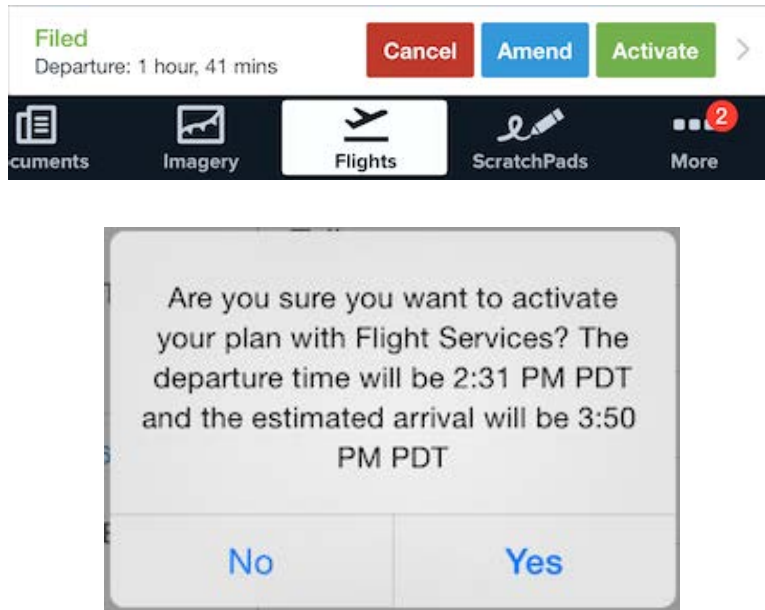 Filed
Departure: 1 hour, 41 mins
Cancel
Amend
Activate
2
cuments
Imagery
Flights
ScratchPads
More
Are you sure you want to activate
your plan with Flight Services? The
departure time will be 2:31 PM PDT
and the estimated arrival will be 3:50
PM PDT
No
Yes